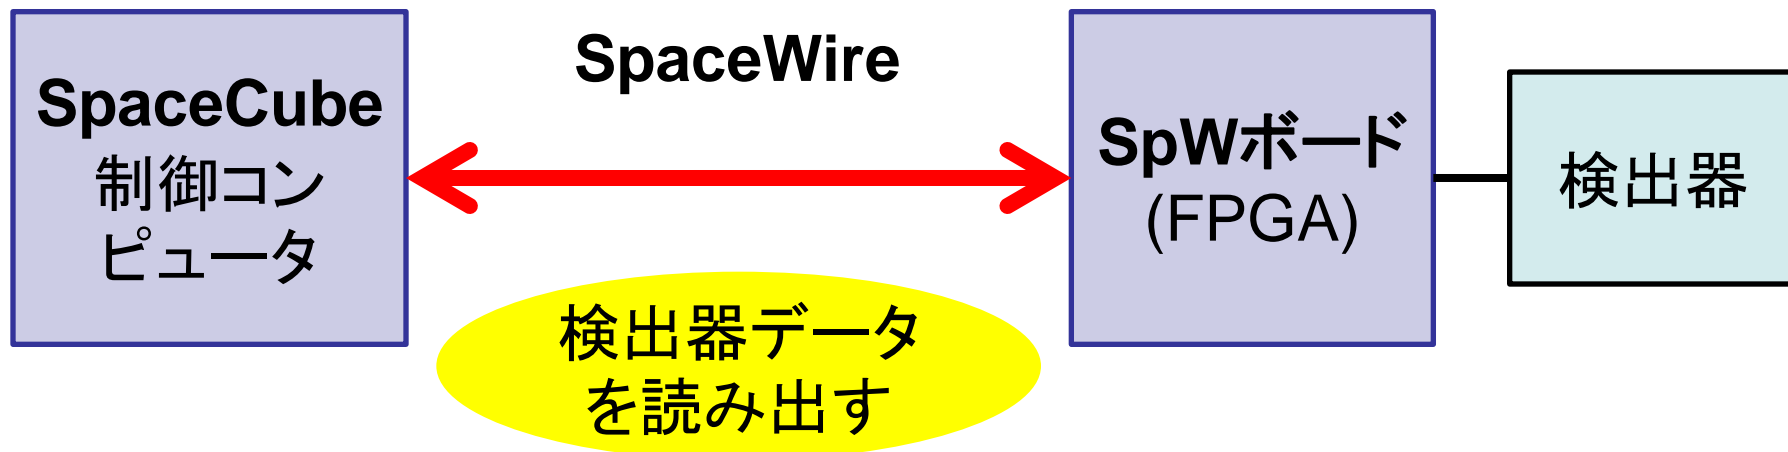 SpaceCube
制御コン
ピュータ
SpaceWire
検出器データ
を読み出す
SpWボード
(FPGA)
検出器